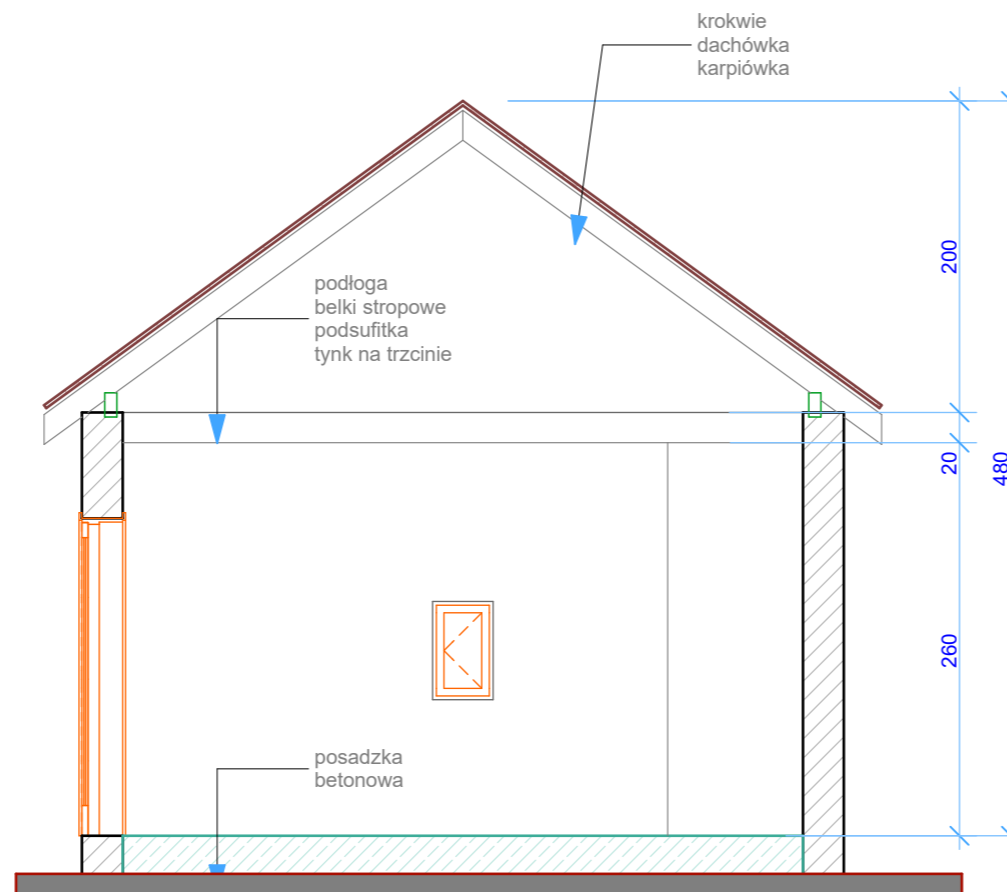 krokwie
dachówka
karpiówka
200
podłoga
belki stropowe
podsufitka
tynk na trzcinie
20
480
260
posadzka
betonowa